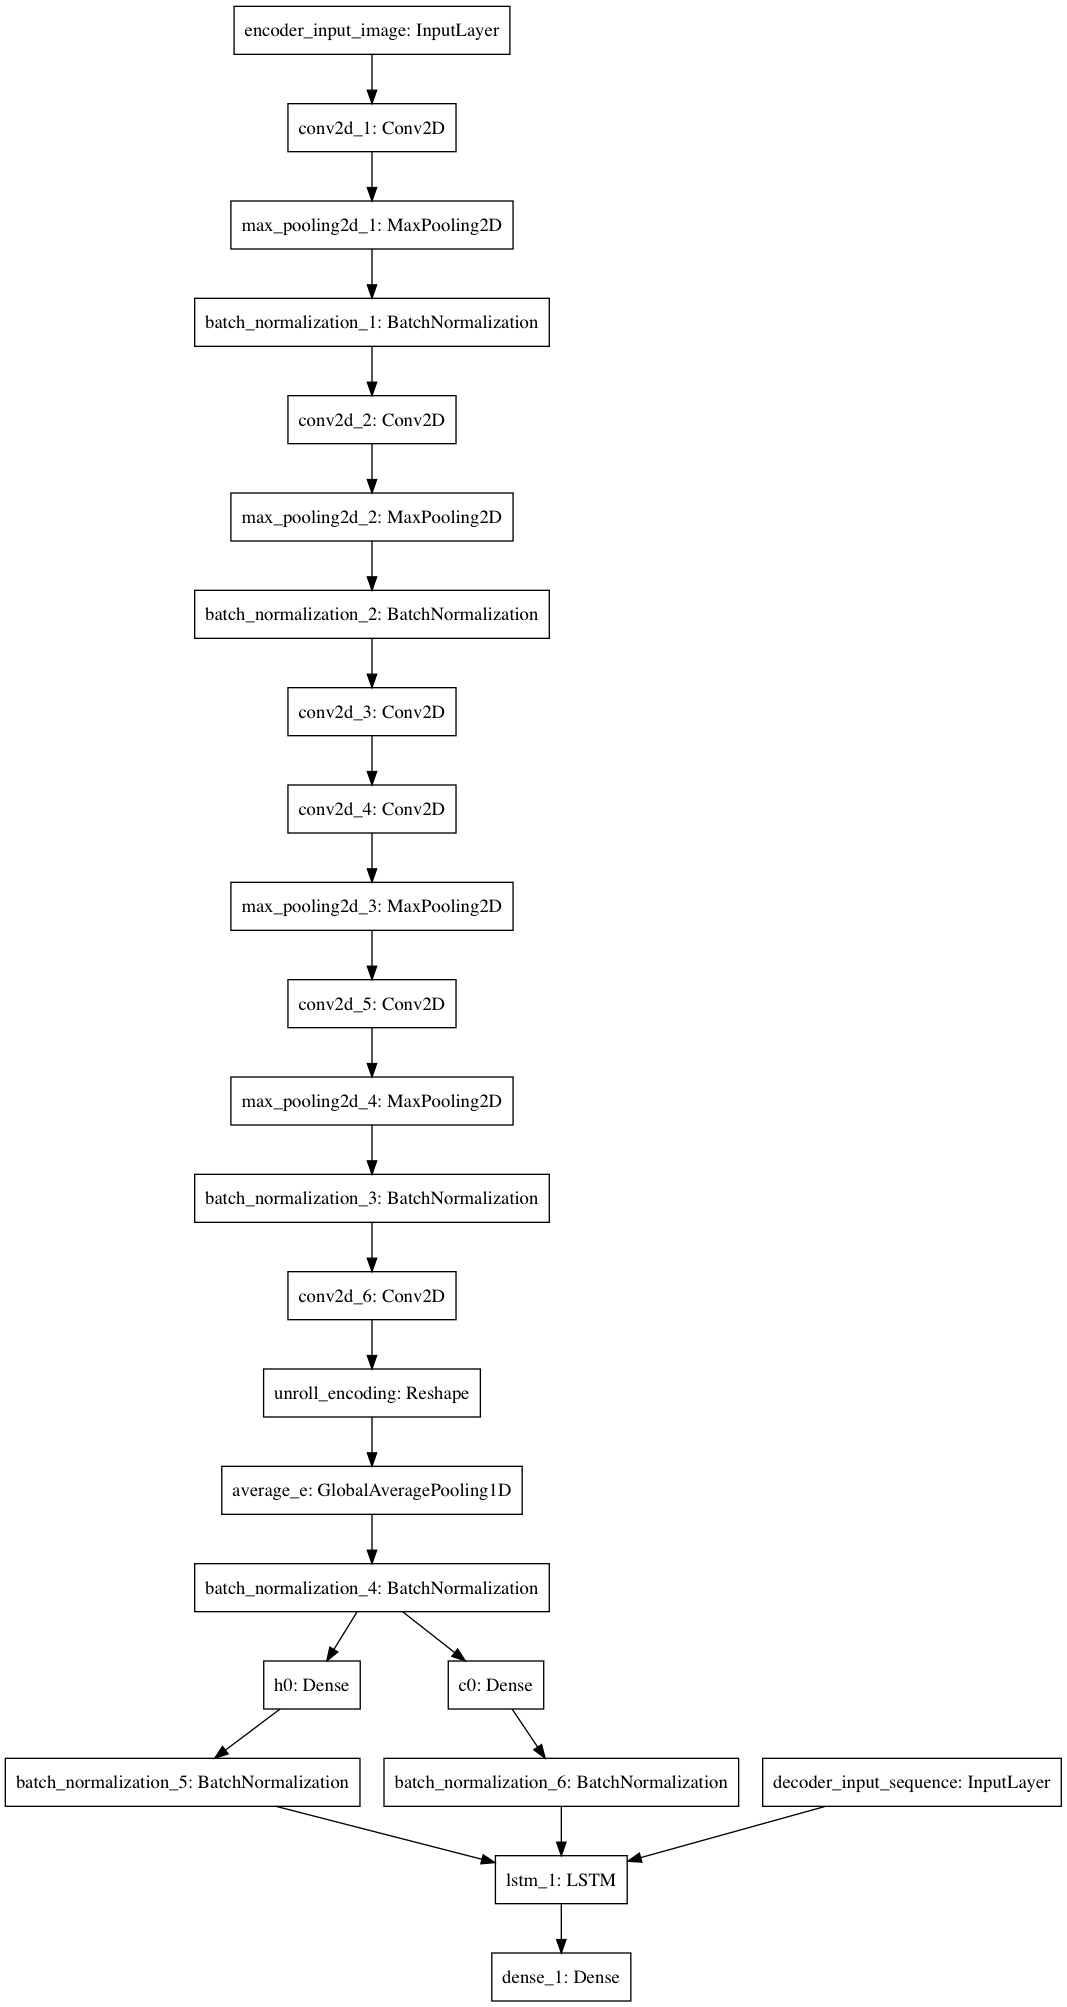 encoder_input_image: InputLayer
conv2d_1: Conv2D
max_pooling2d_1: MaxPooling2D
batch_normalization_1: BatchNormalization
conv2d_2: Conv2D
max_pooling2d_2: MaxPooling2D
batch_normalization_2: BatchNormalization
conv2d_3: Conv2D
conv2d_4: Conv2D
max_pooling2d_3: MaxPooling2D
conv2d_5: Conv2D
max_pooling2d_4: MaxPooling2D
batch_normalization_3: BatchNormalization
conv2d_6: Conv2D
unroll_encoding: Reshape
average_e: GlobalAveragePooling1D
batch_normalization_4: BatchNormalization
h0: Dense
c0: Dense
batch_normalization_5: BatchNormalization
batch_normalization_6: BatchNormalization
decoder_input_sequence: InputLayer
lstm_1: LSTM
dense_1: Dense